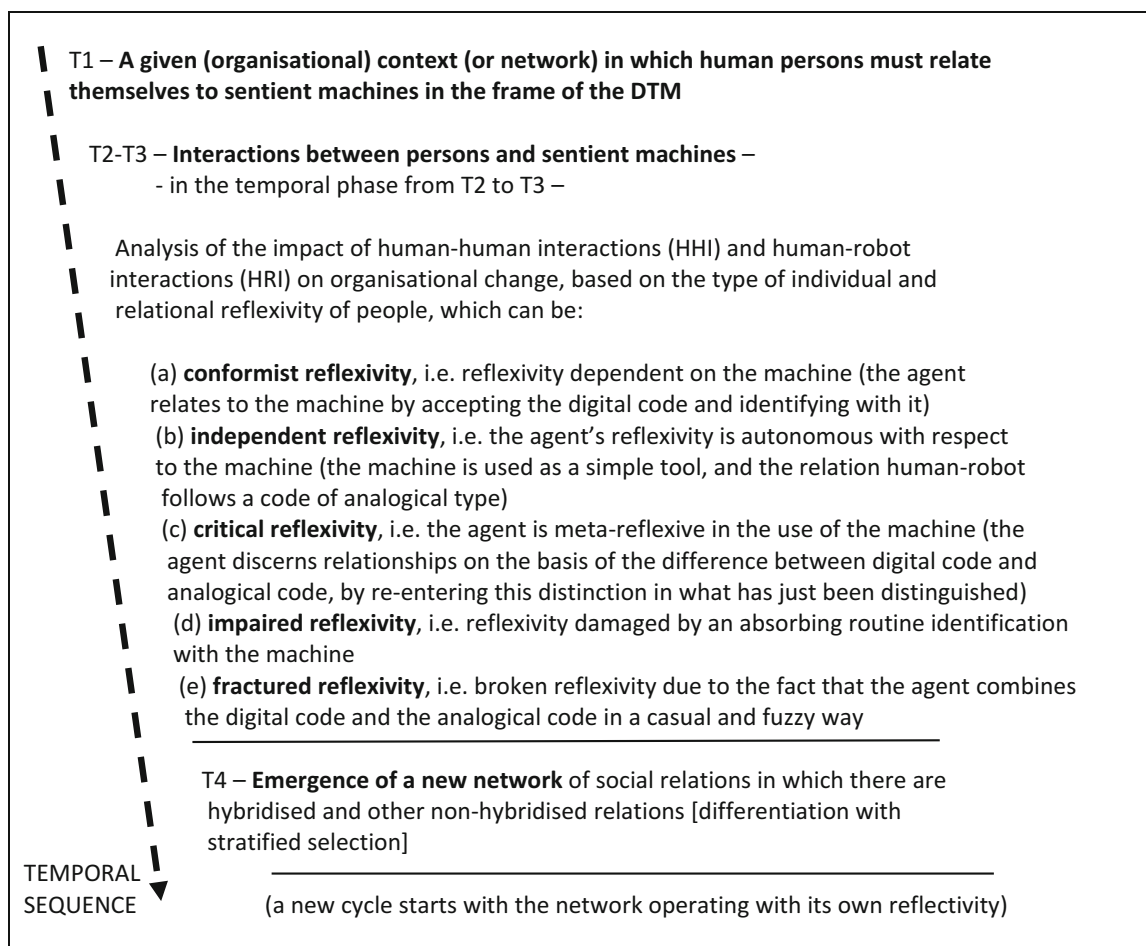 T1 – A given (organisational) context (or network) in which human persons must relate
themselves to sentient machines in the frame of the DTM
T2-T3 – Interactions between persons and sentient machines –
- in the temporal phase from T2 to T3 –
Analysis of the impact of human-human interactions (HHI) and human-robot
interactions (HRI) on organisational change, based on the type of individual and
relational reflexivity of people, which can be:
(a) conformist reflexivity, i.e. reflexivity dependent on the machine (the agent
relates to the machine by accepting the digital code and identifying with it)
(b) independent reflexivity, i.e. the agent’s reflexivity is autonomous with respect
to the machine (the machine is used as a simple tool, and the relation human-robot
follows a code of analogical type)
(c) critical reflexivity, i.e. the agent is meta-reflexive in the use of the machine (the
agent discerns relationships on the basis of the difference between digital code and
analogical code, by re-entering this distinction in what has just been distinguished)
(d) impaired reflexivity, i.e. reflexivity damaged by an absorbing routine identification
with the machine
(e) fractured reflexivity, i.e. broken reflexivity due to the fact that the agent combines
the digital code and the analogical code in a casual and fuzzy way
T4 – Emergence of a new network of social relations in which there are
hybridised and other non-hybridised relations [differentiation with
stratified selection]
TEMPORAL
SEQUENCE
(a new cycle starts with the network operating with its own reflectivity)